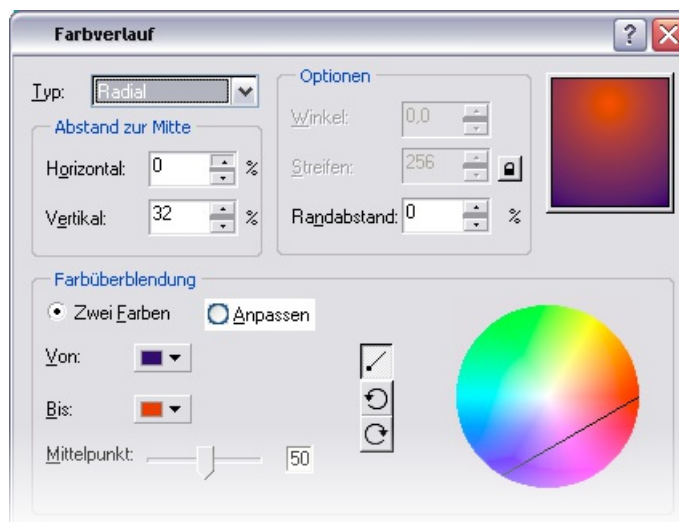 Farbverlauf
?
Typ: Radial
Abstand zur Mitte
Horizontal: 0 %
Vertikal: 32 %
Optionen
Winkel: 0,0
Streifen: 256
Randabstand: 0 %
Farbüberblendung
Zwei Farben Anpassen
Von:
Bis:
Mittelpunkt: 50